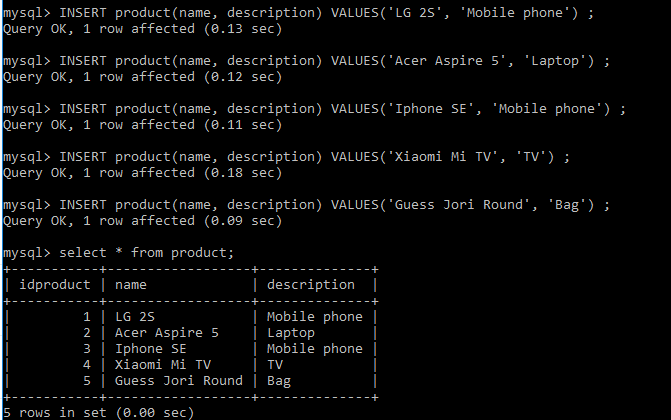 mysql> INSERT product(name, description) VALUES('LG 2S', 'Mobile phone') ;
Query OK, 1 row affected (0.13 sec)
mysql> INSERT product(name, description) VALUES('Acer Aspire 5', 'Laptop') ;
Query OK, 1 row affected (0.12 sec)
mysql> INSERT product(name, description) VALUES('Iphone SE', 'Mobile phone') ;
Query OK, 1 row affected (0.11 sec)
mysql> INSERT product(name, description) VALUES('Xiaomi Mi TV', 'TV') ;
Query OK, 1 row affected (0.18 sec)
mysql> INSERT product(name, description) VALUES('Guess Jori Round', 'Bag') ;
Query OK, 1 row affected (0.09 sec)
mysql> select * from product;
+-----------+------------------+--------------+
| idproduct | name             | description  |
+-----------+------------------+--------------+
|         1 | LG 2S            | Mobile phone |
|         2 | Acer Aspire 5    | Laptop       |
|         3 | Iphone SE        | Mobile phone |
|         4 | Xiaomi Mi TV     | TV           |
|         5 | Guess Jori Round | Bag          |
+-----------+------------------+--------------+
5 rows in set (0.00 sec)